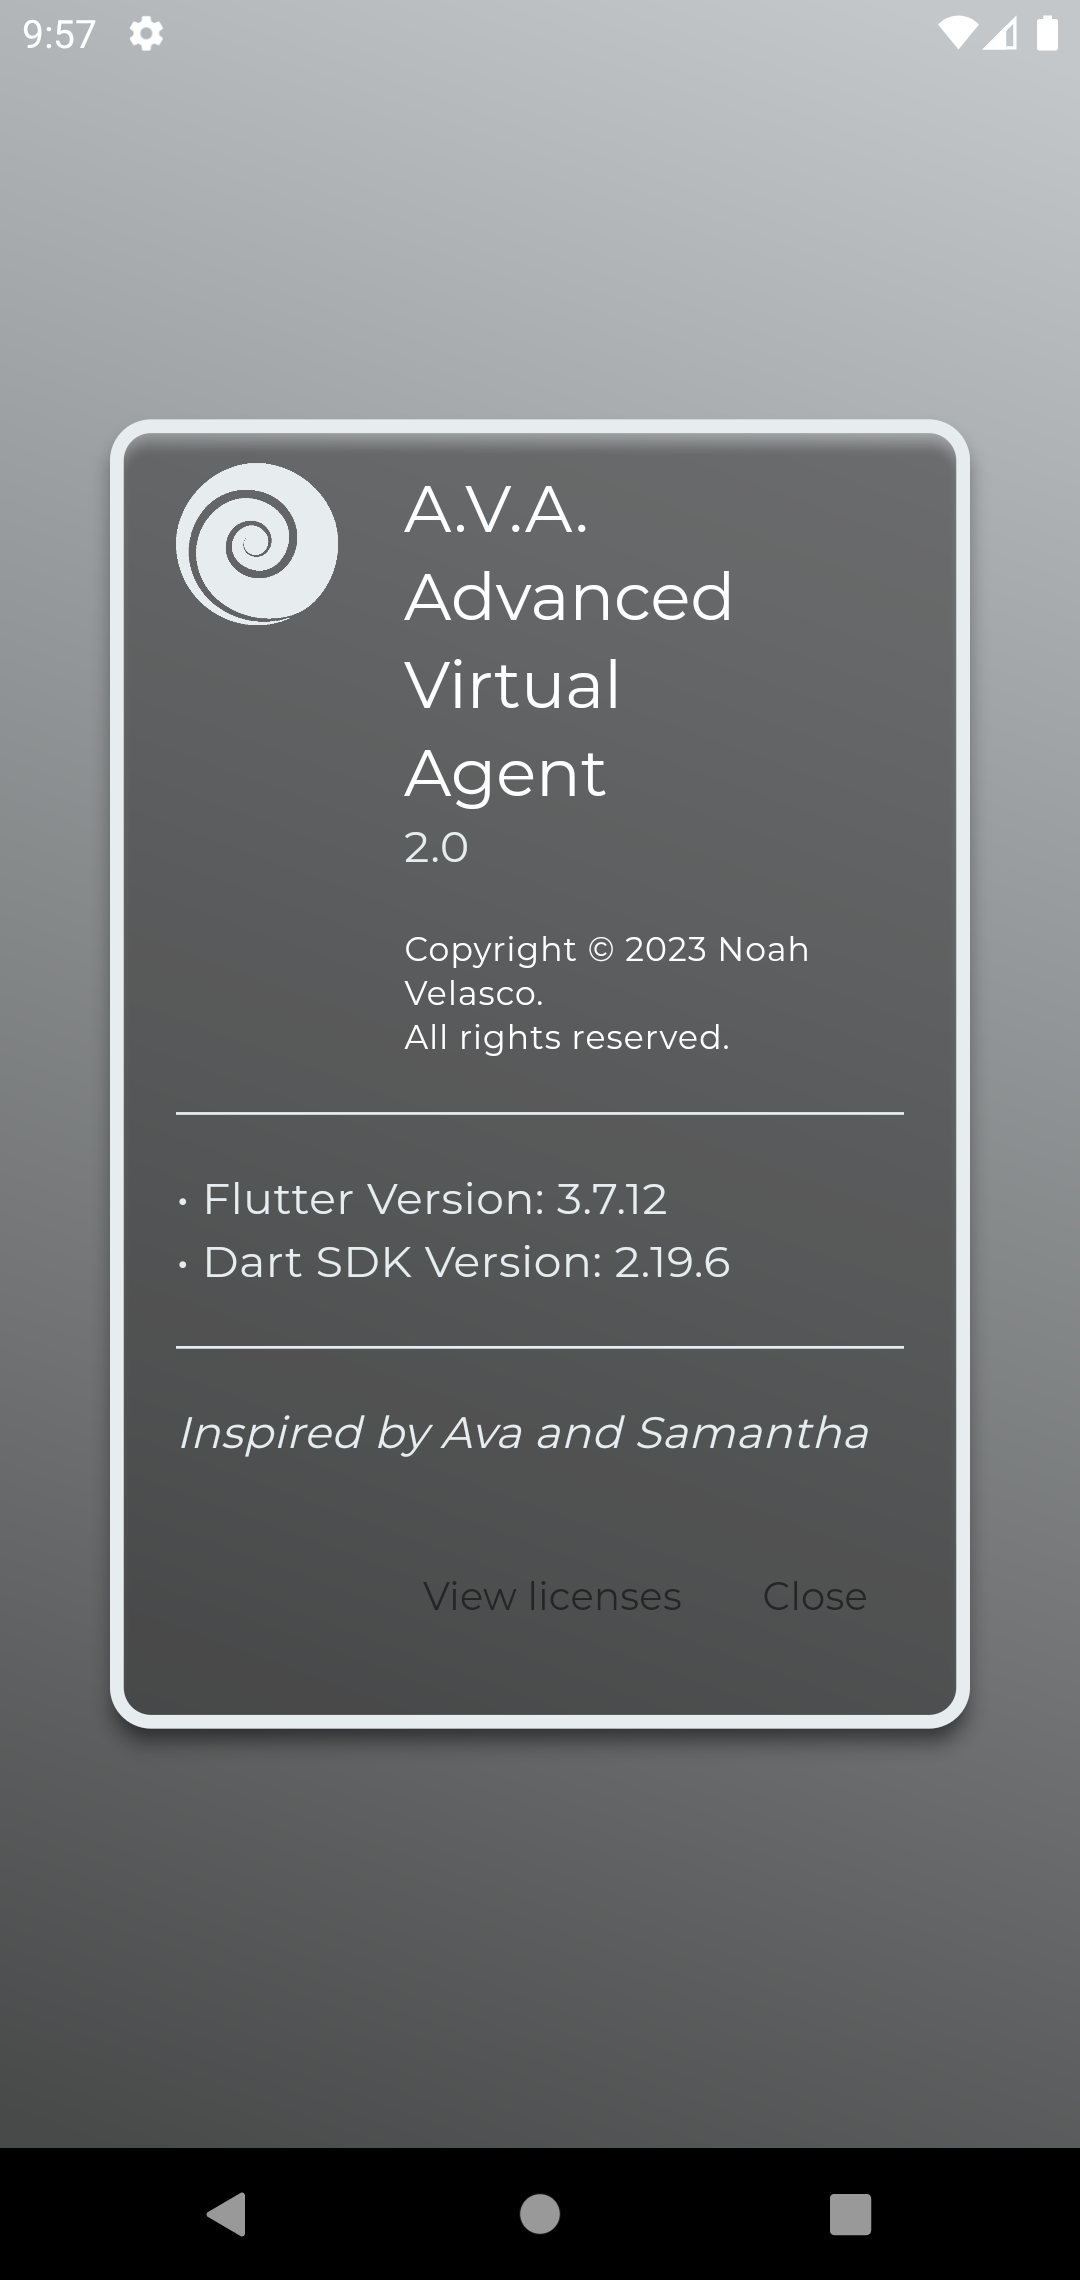 9:57
A.V.A.
Advanced
Virtual
Agent
2.0
Copyright © 2023 Noah
Velasco.
All rights reserved.
• Flutter Version: 3.7.12
• Dart SDK Version: 2.19.6
Inspired by Ava and Samantha
View licenses Close